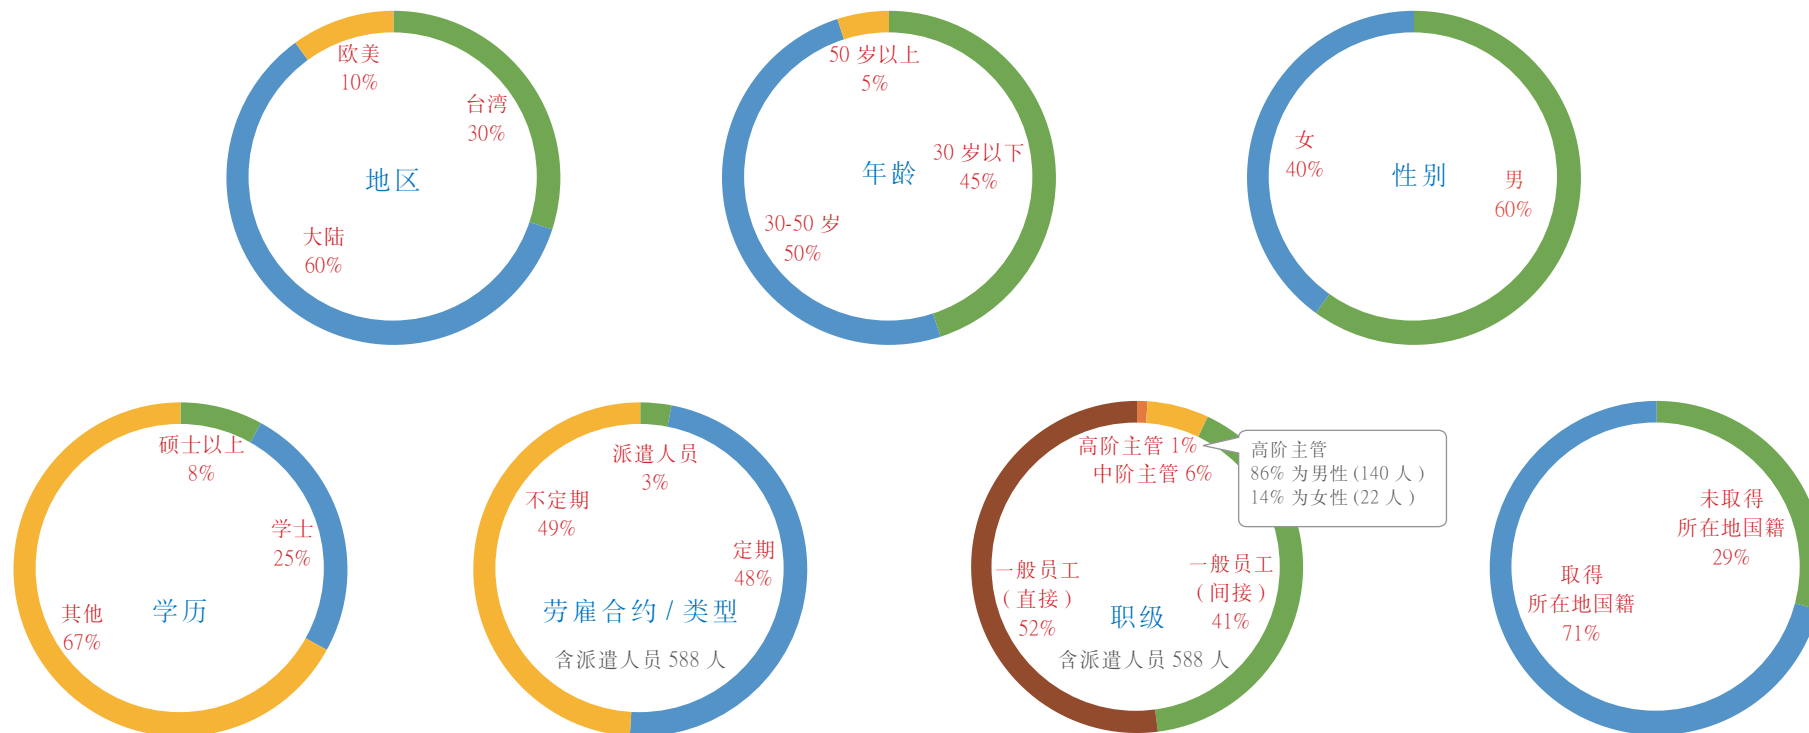 欧美
10%
台湾
30%
地区
大陆
60%
50 岁以上
5%
30 岁以下
45%
年龄
30-50 岁
50%
女
40%
性别
男
60%
硕士以上
8%
学士
25%
学历
其他
67%
派遣人员
3%
不定期
49%
定期
48%
劳雇合约 / 类型
含派遣人员 588 人
高阶主管 1%
中阶主管 6%
高阶主管
86% 为男性 (140 人 )
14% 为女性 (22 人 )
一般员工
( 直接 )
52%
一般员工
( 间接 )
41%
职级
含派遣人员 588 人
未取得
所在地国籍
29%
取得
所在地国籍
71%